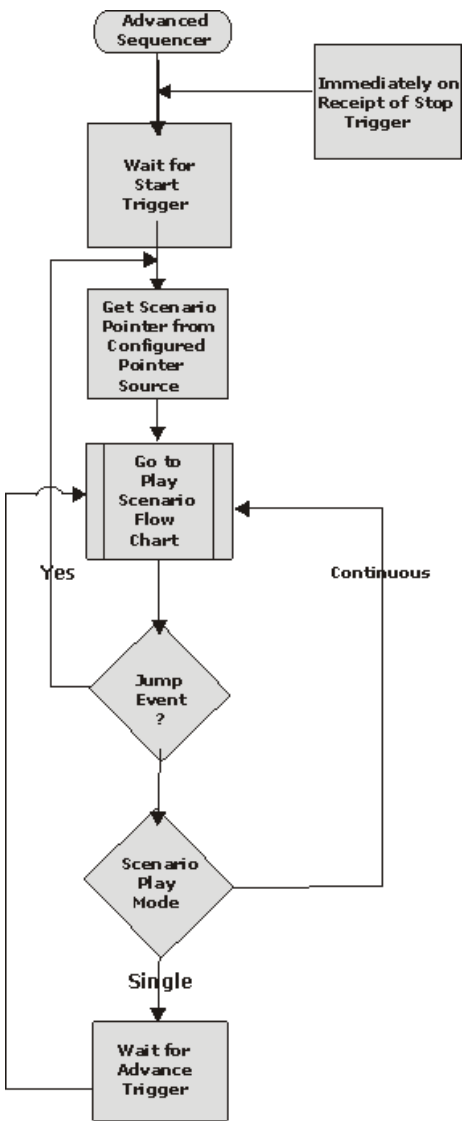 Advanced
Sequencer
Immediately on
Receipt of Stop
Trigger
Wait for
Start
Trigger
Get Scenario
Pointer from
Configured
Pointer
Source
Go to
Play
Scenario
Flow
Chart
Yes
Continuous
Jump
Event
?
Scenario
Play
Mode
Single
Wait for
Advance
Trigger